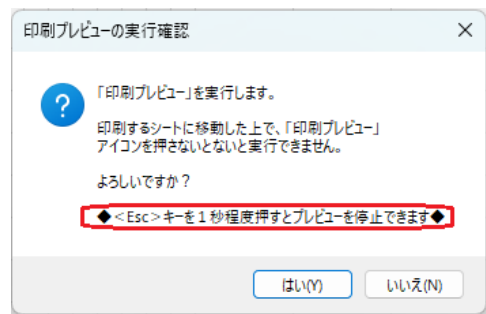 印刷プレビューの実行確認
「印刷プレビュー」を実行します。
印刷するシートに移動した上で、「印刷プレビュー」
アイコンを押さないとないと実行できません。
よろしいですか？
◆＜Esc＞キーを１秒程度押すとプレビューを停止できます◆
はい(Y)
いいえ(N)